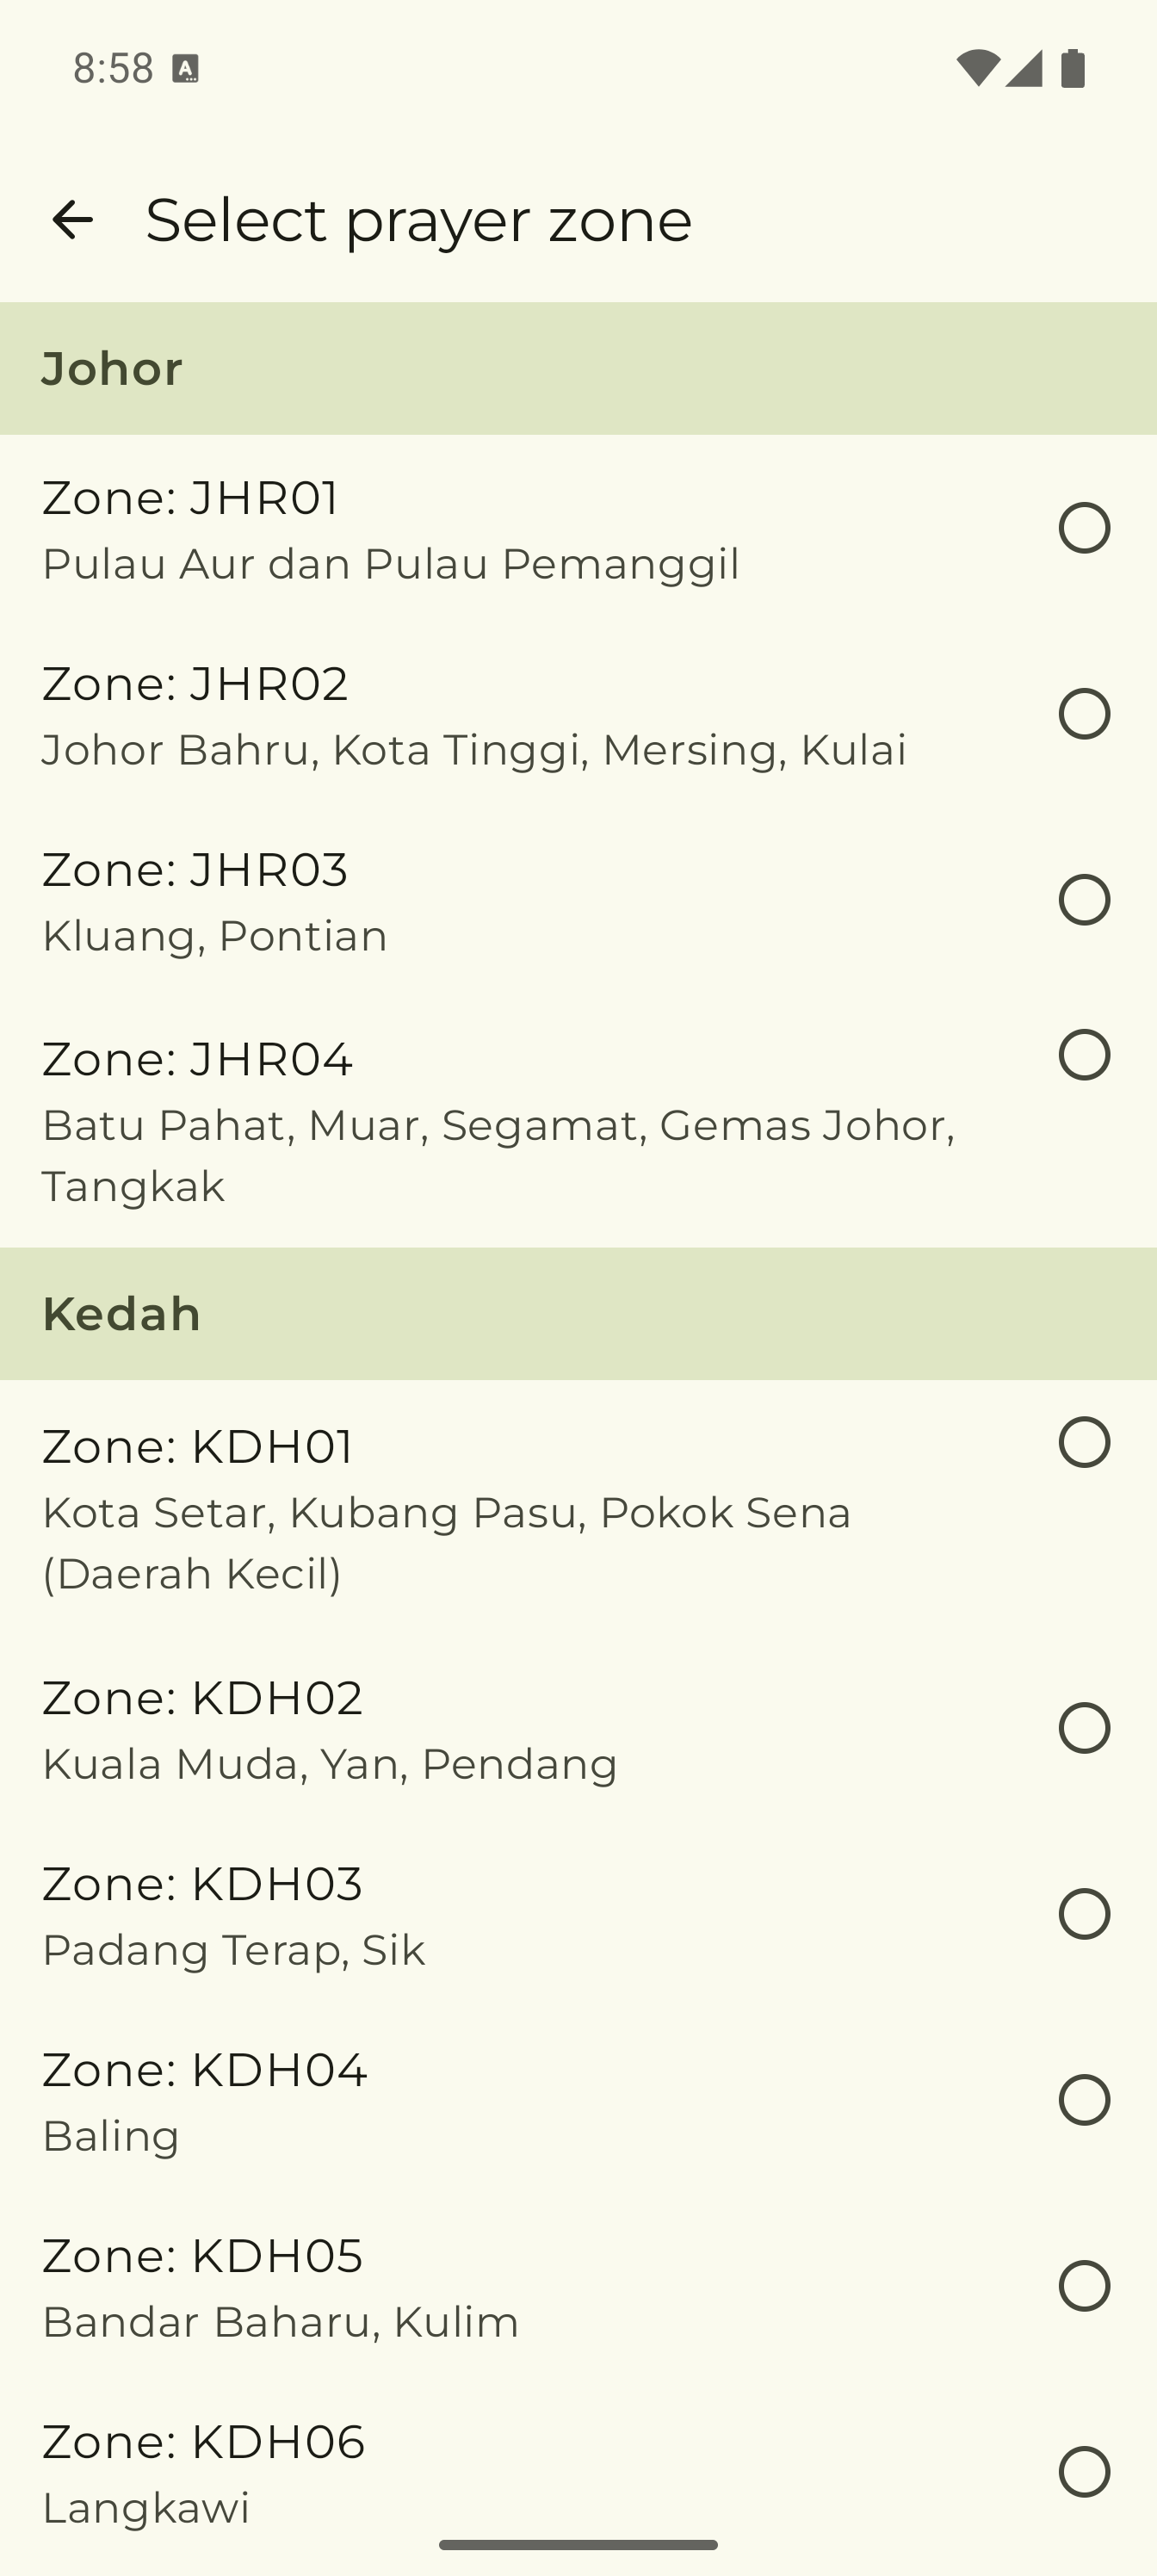 8:58
Select prayer zone
Johor
Zone: JHR01
Pulau Aur dan Pulau Pemanggil
Zone: JHR02
Johor Bahru, Kota Tinggi, Mersing, Kulai
Zone: JHR03
Kluang, Pontian
Zone: JHR04
Batu Pahat, Muar, Segamat, Gemas Johor,
Tangkak
Kedah
Zone: KDH01
Kota Setar, Kubang Pasu, Pokok Sena
(Daerah Kecil)
Zone: KDH02
Kuala Muda, Yan, Pendang
Zone: KDH03
Padang Terap, Sik
Zone: KDH04
Baling
Zone: KDH05
Bandar Baharu, Kulim
Zone: KDH06
Langkawi